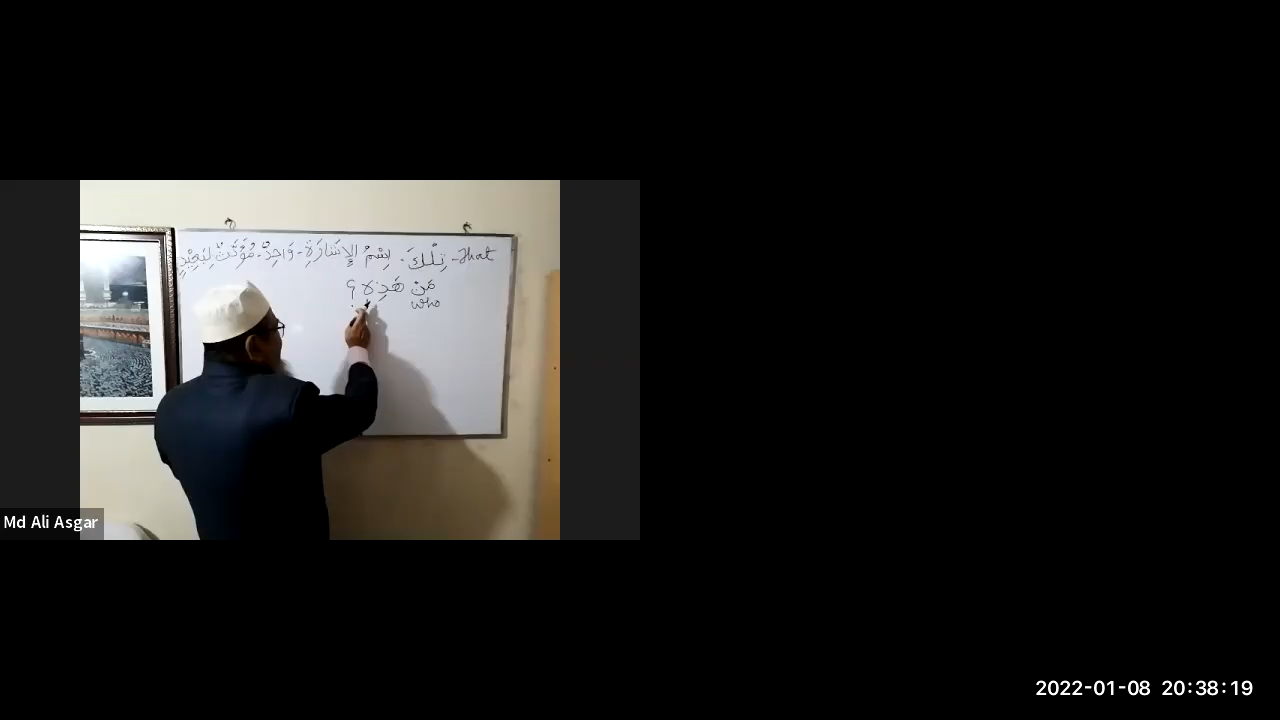 That - تِلْكَ - اِسْمُ الْإِشَارَةِ - وَاحِدٌ - مُؤَنَّثٌ لِبَعِيْدٍ
مَنْ هَذِهِ ؟
who
Md Ali Asgar
2022-01-08 20:38:19